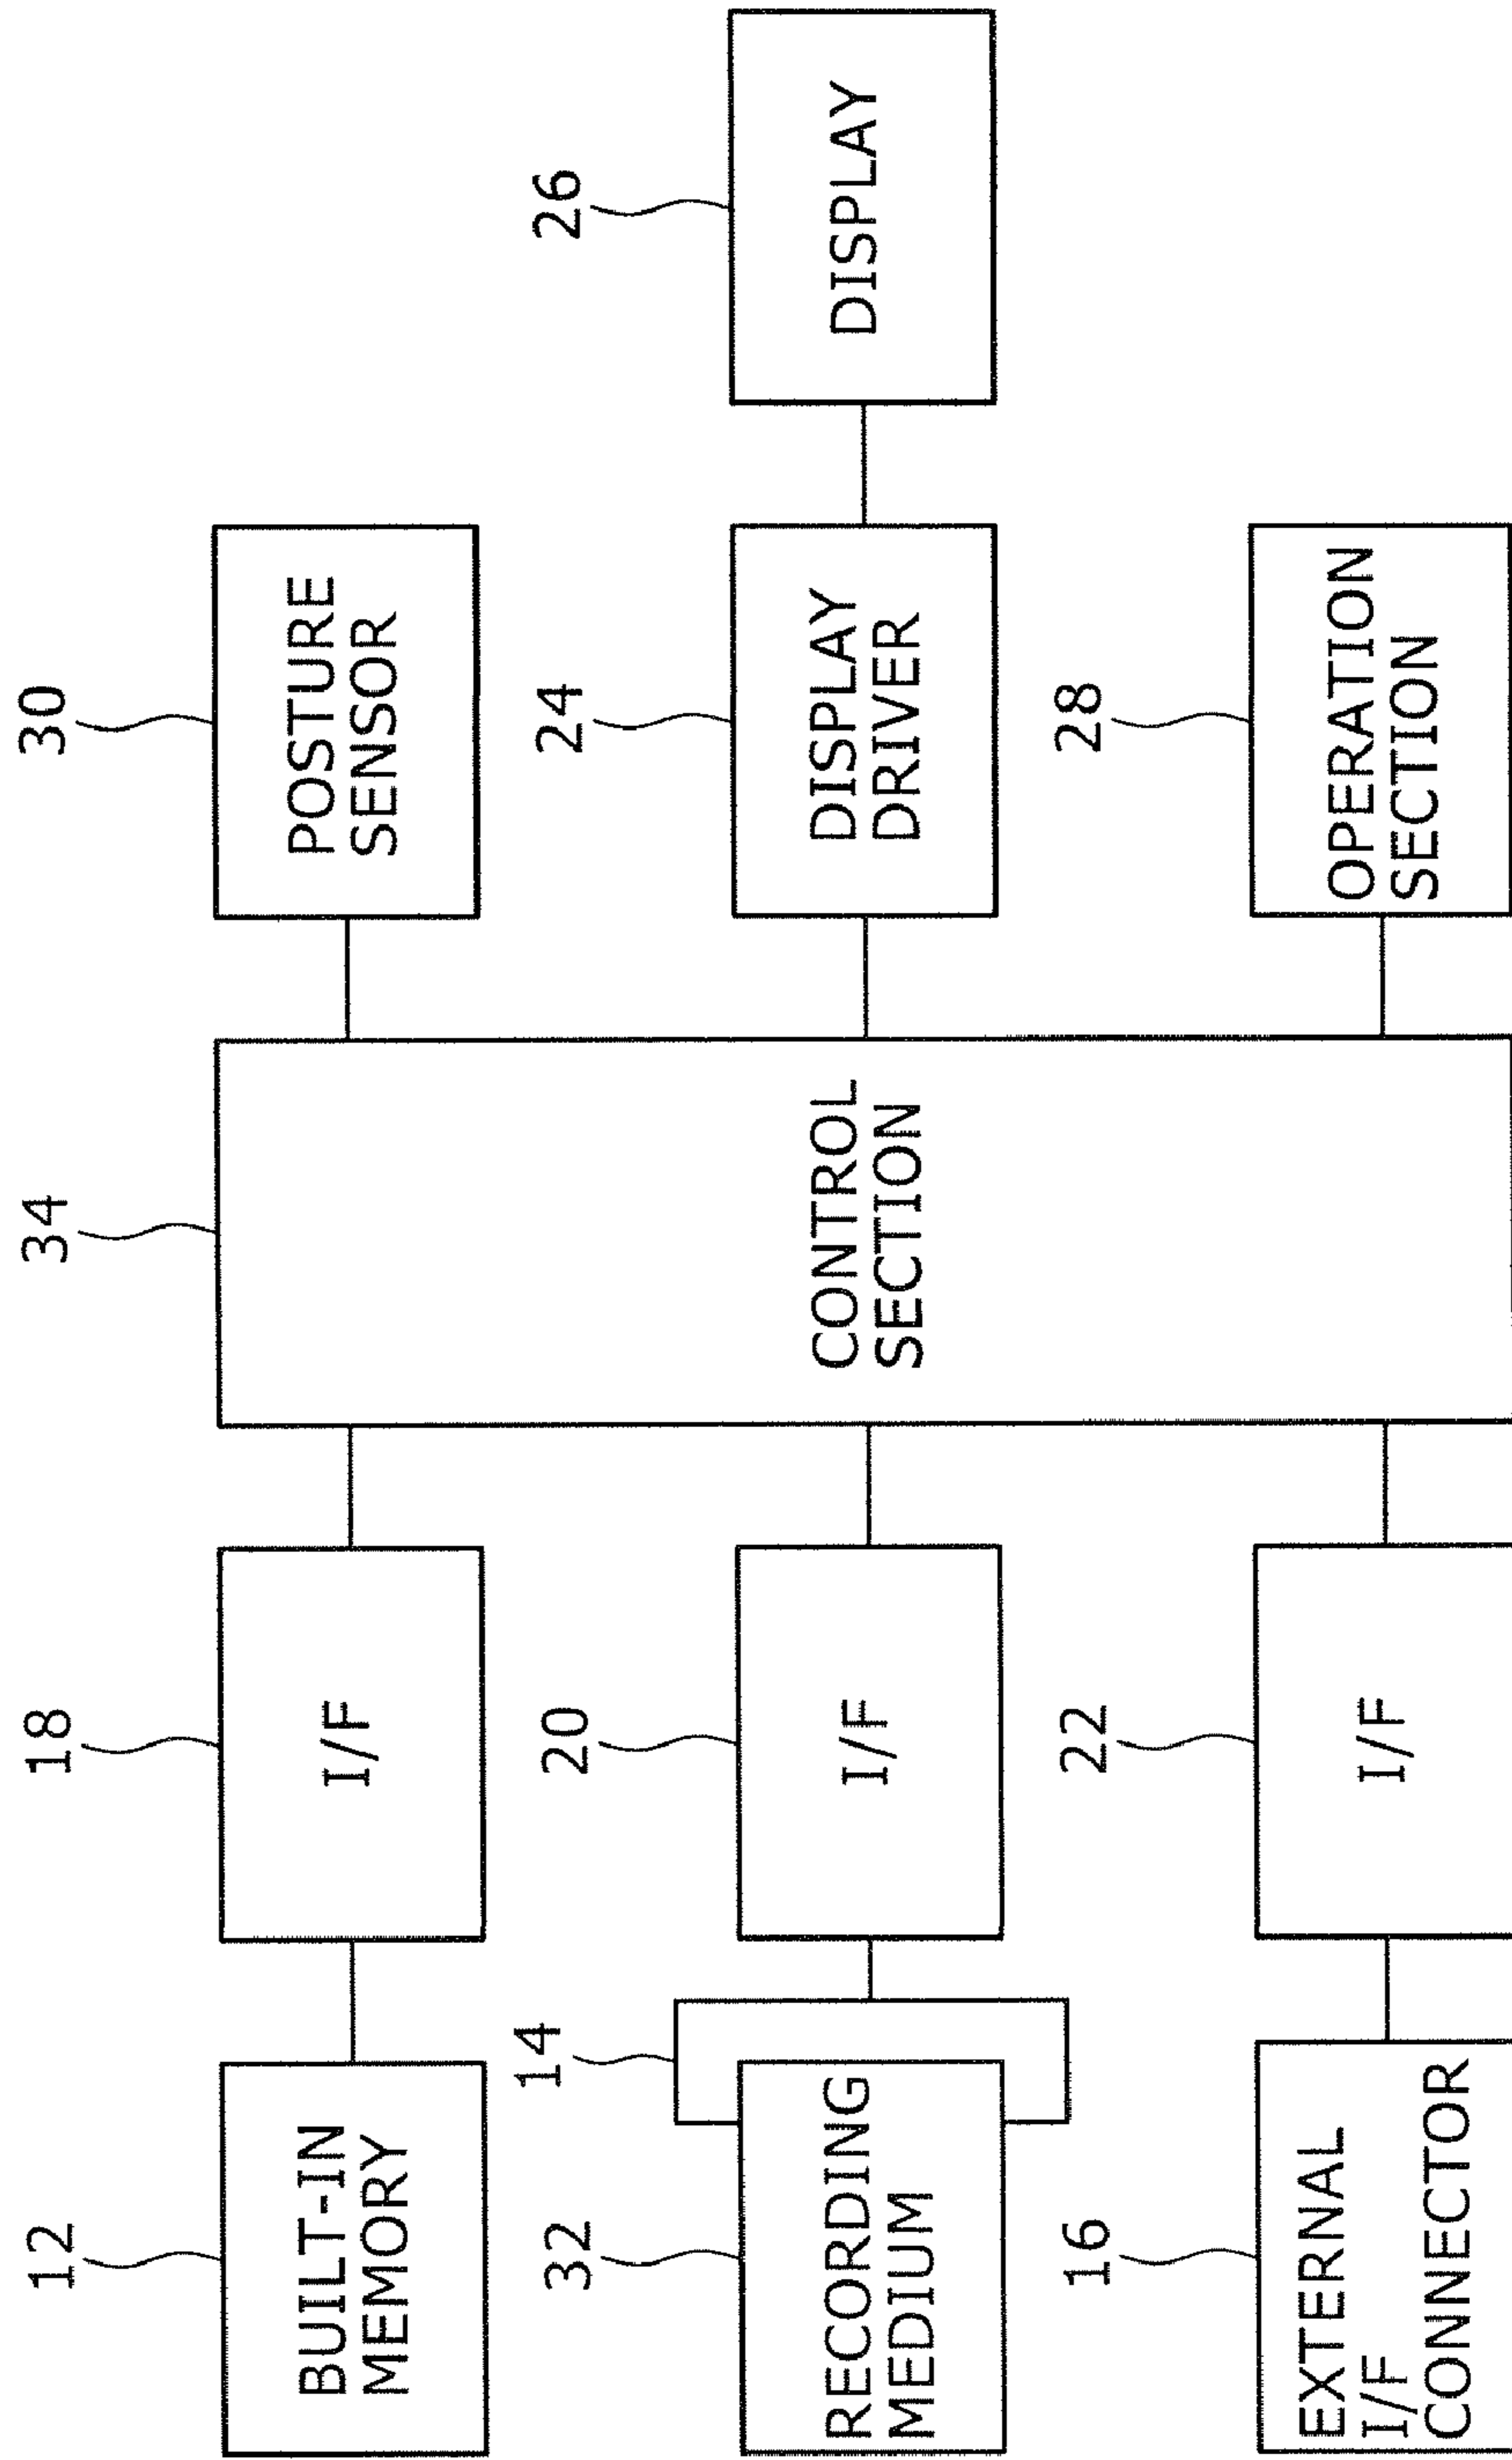 12
BUILT-IN
MEMORY
18
I/F
34
30
POSTURE
SENSOR
32
RECORDING
MEDIUM
14
20
I/F
CONTROL
SECTION
24
DISPLAY
DRIVER
26
DISPLAY
16
EXTERNAL
I/F
CONNECTOR
22
I/F
28
OPERATION
SECTION